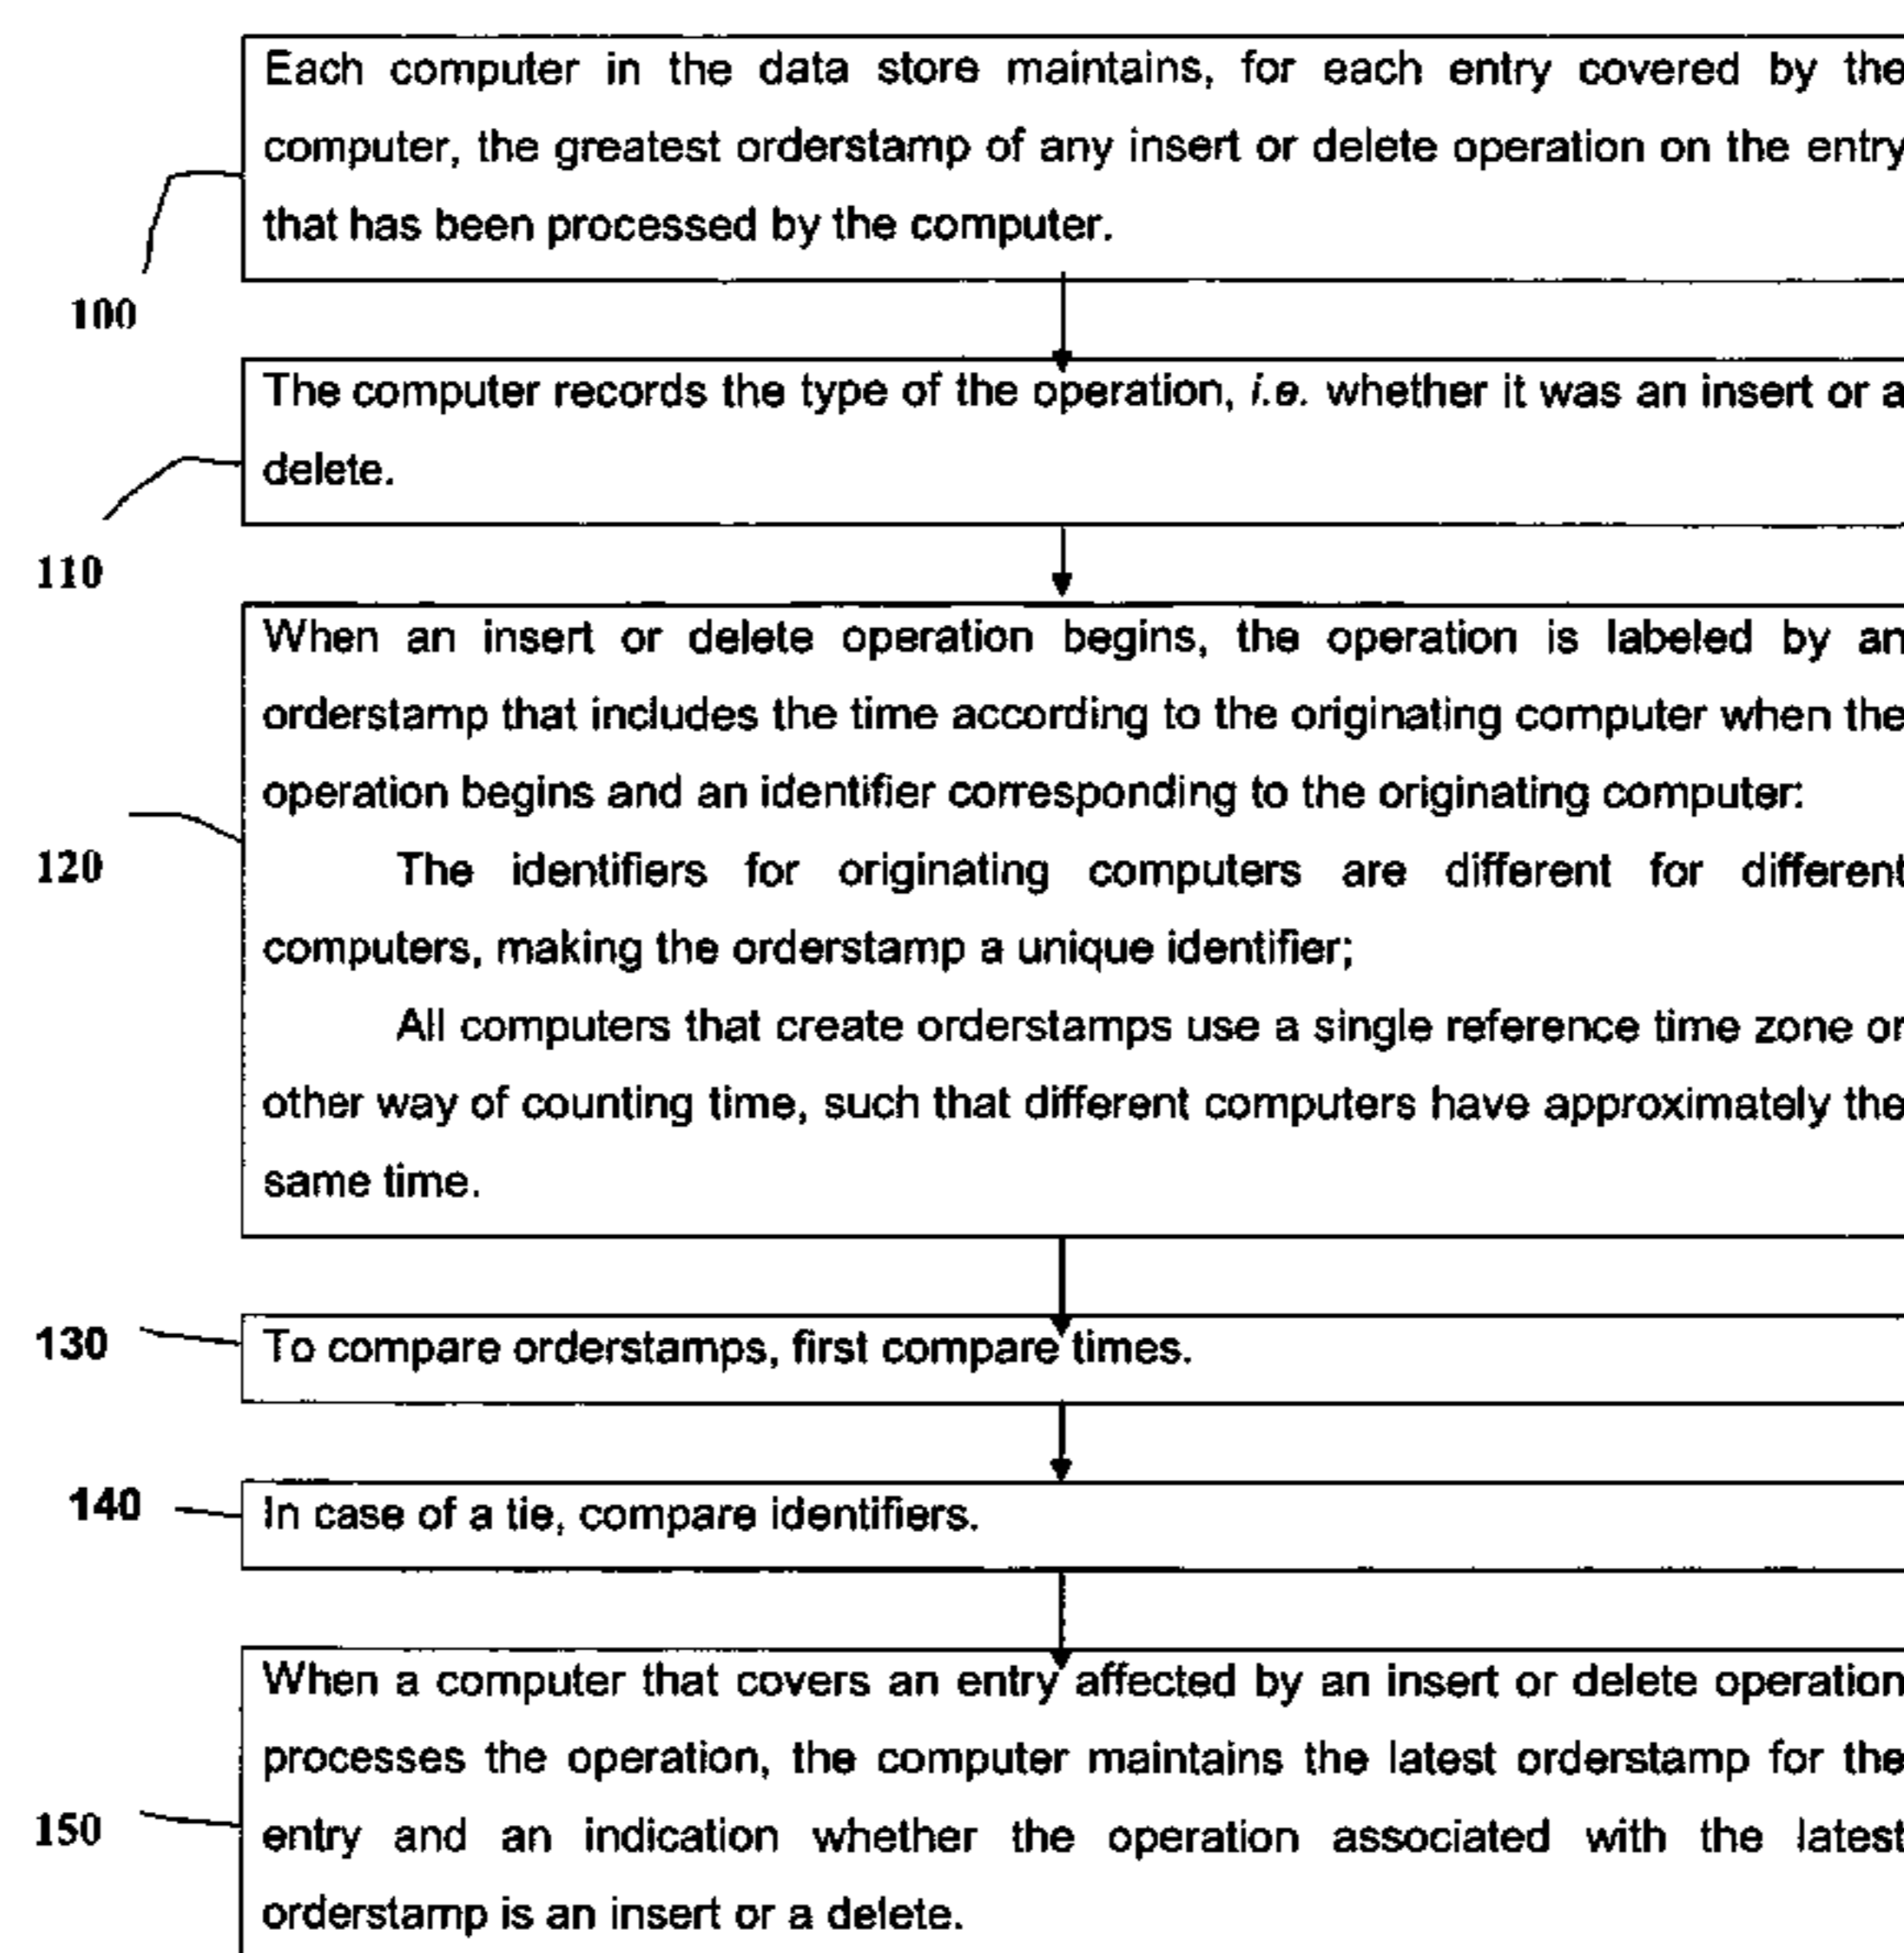 Each computer in the data store maintains, for each entry covered by the
computer, the greatest orderstamp of any insert or delete operation on the entry
that has been processed by the computer.
100
The computer records the type of the operation, i.e. whether it was an insert or a
delete.
110
When an insert or delete operation begins, the operation is labeled by an
orderstamp that includes the time according to the originating computer when the
operation begins and an identifier corresponding to the originating computer:
120
The identifiers for originating computers are different for different
computers, making the orderstamp a unique identifier;
All computers that create orderstamps use a single reference time zone or
other way of counting time, such that different computers have approximately the
same time.
130
To compare orderstamps, first compare times.
140
In case of a tie, compare identifiers.
When a computer that covers an entry affected by an insert or delete operation
processes the operation, the computer maintains the latest orderstamp for the
150
entry and an indication whether the operation associated with the latest
orderstamp is an insert or a delete.